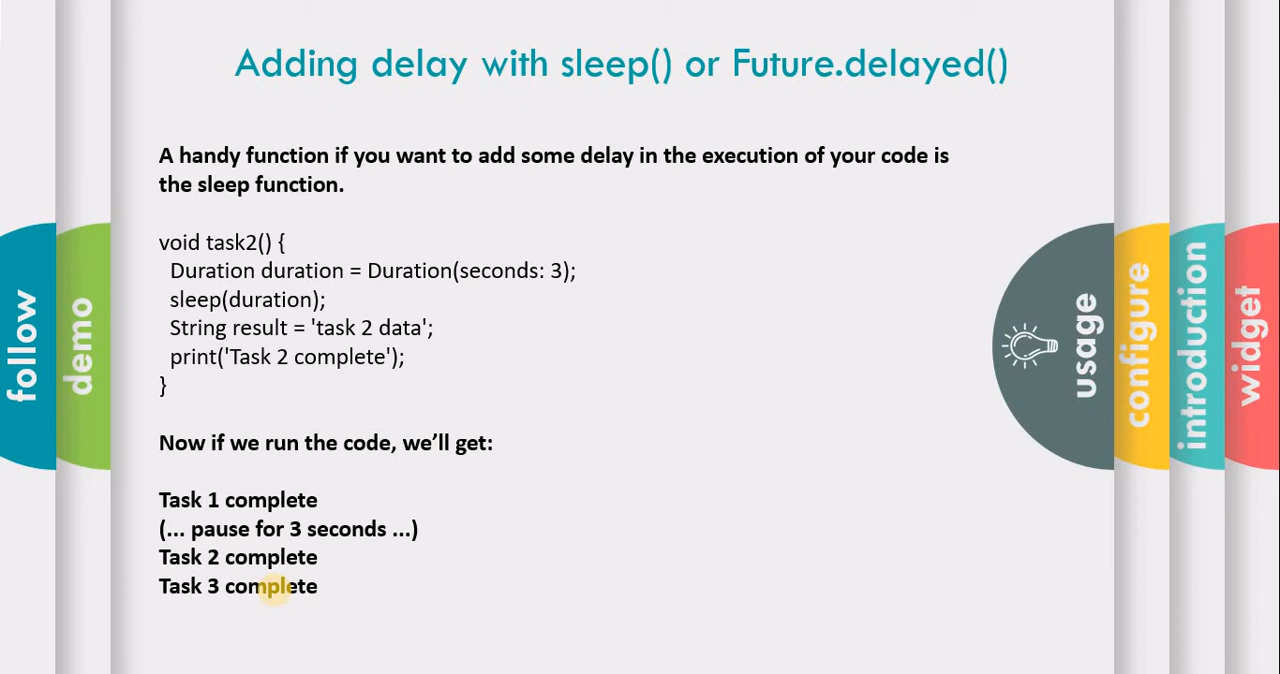 Adding delay with sleep() or Future.delayed()
A handy function if you want to add some delay in the execution of your code is
the sleep function.
void task2() {
Duration duration = Duration(seconds: 3);
sleep(duration);
String result = 'task 2 data';
print('Task 2 complete');
}
Now if we run the code, we’ll get:
Task 1 complete
(... pause for 3 seconds ...)
Task 2 complete
Task 3 complete
follow
demo
usage
configure
introduction
widget